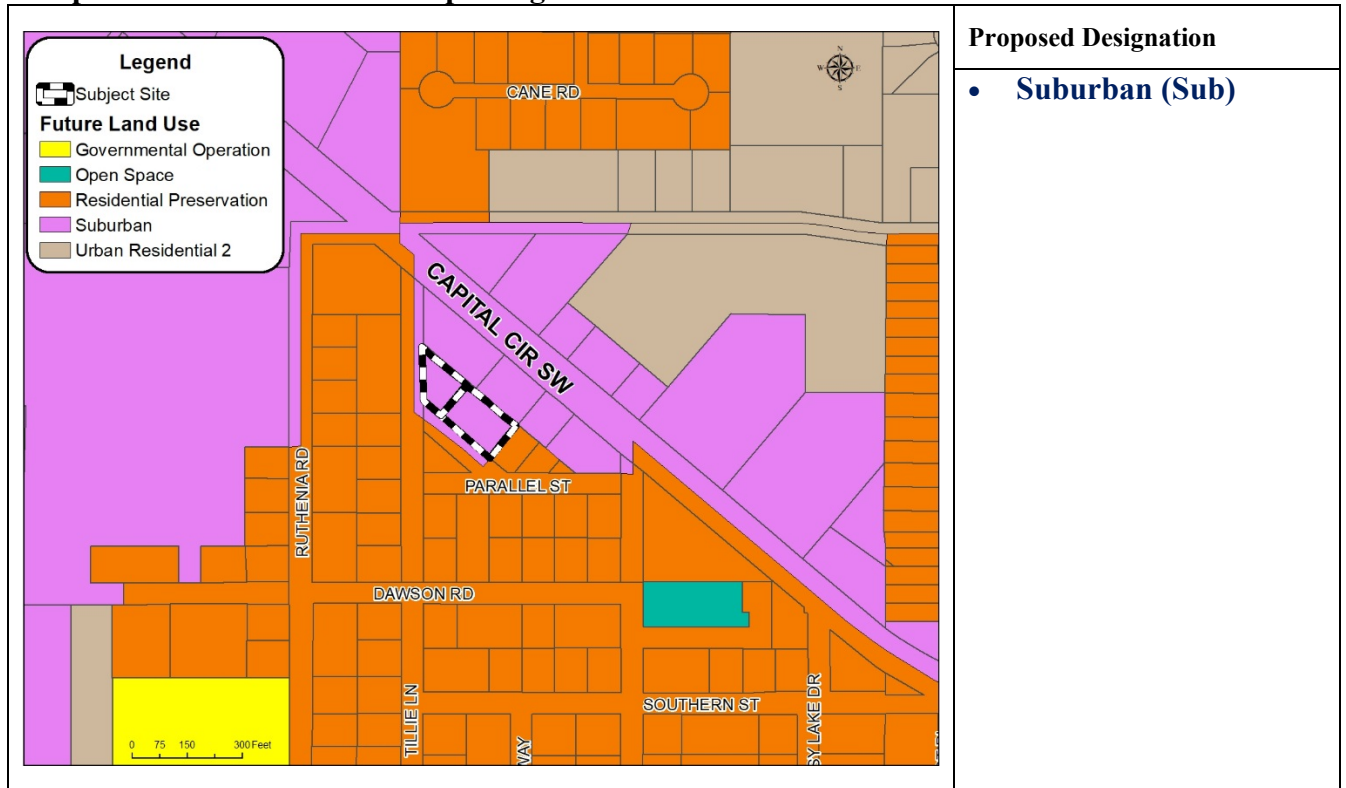 Proposed Designation
• Suburban (Sub)
Legend
Subject Site
Future Land Use
Governmental Operation
Open Space
Residential Preservation
Suburban
Urban Residential 2
N
W E
S
CANE RD
CAPITAL CIR SW
RUTHENIA RD
PARALLEL ST
DAWSON RD
TILLIE LN
SOUTHERN ST
WAY
SY LAKE DR
0 75 150 300 Feet